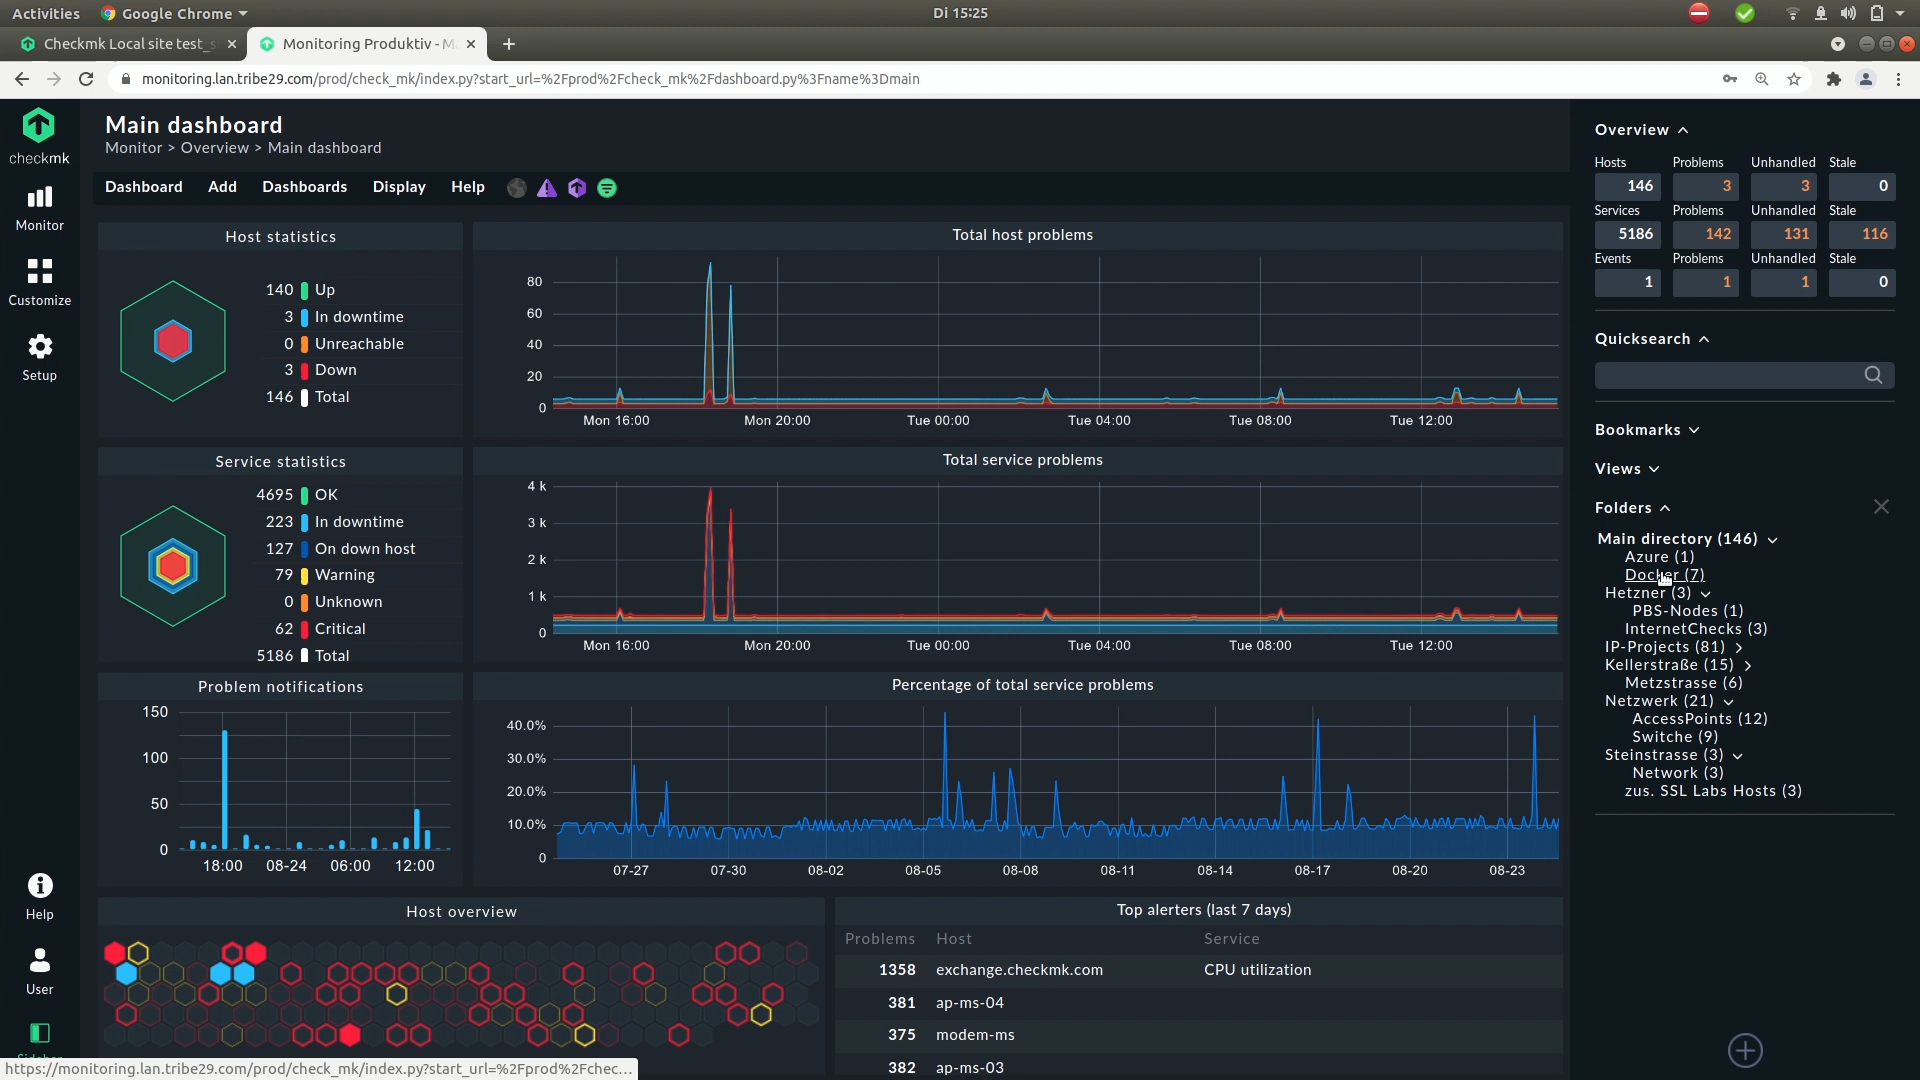 Activities
Google Chrome
Di 15:25
Checkmk Local site test_s
Monitoring Produktiv - M
monitoring.lan.tribe29.com/prod/check_mk/index.py?start_url=%2Fprod%2Fcheck_mk%2Fdashboard.py%3Fname%3Dmain
checkmk
Monitor
Customize
Setup
Help
User
Main dashboard
Monitor > Overview > Main dashboard
Dashboard Add Dashboards Display Help
Host statistics
140 Up
3 In downtime
0 Unreachable
3 Down
146 Total
Total host problems
80
60
40
20
0
Mon 16:00 Mon 20:00 Tue 00:00 Tue 04:00 Tue 08:00 Tue 12:00
Service statistics
4695 OK
223 In downtime
127 On down host
79 Warning
0 Unknown
62 Critical
5186 Total
Total service problems
4 k
3 k
2 k
1 k
0
Mon 16:00 Mon 20:00 Tue 00:00 Tue 04:00 Tue 08:00 Tue 12:00
Problem notifications
150
100
50
0
18:00 08-24 06:00 12:00
Percentage of total service problems
40.0%
30.0%
20.0%
10.0%
0
07-27 07-30 08-02 08-05 08-08 08-11 08-14 08-17 08-20 08-23
Host overview
Top alerters (last 7 days)
Problems Host Service
1358 exchange.checkmk.com CPU utilization
381 ap-ms-04
375 modem-ms
382 ap-ms-03
Overview
Hosts Problems Unhandled Stale
146 3 3 0
Services Problems Unhandled Stale
5186 142 131 116
Events Problems Unhandled Stale
1 1 1 0
Quicksearch
Bookmarks
Views
Folders
Main directory (146)
Azure (1)
Docker (7)
Hetzner (3)
PBS-Nodes (1)
InternetChecks (3)
IP-Projects (81)
Kellerstraße (15)
Metzstrasse (6)
Netzwerk (21)
AccessPoints (12)
Switche (9)
Steinstrasse (3)
Network (3)
zus. SSL Labs Hosts (3)
https://monitoring.lan.tribe29.com/prod/check_mk/index.py?start_url=%2Fprod%2Fchec...